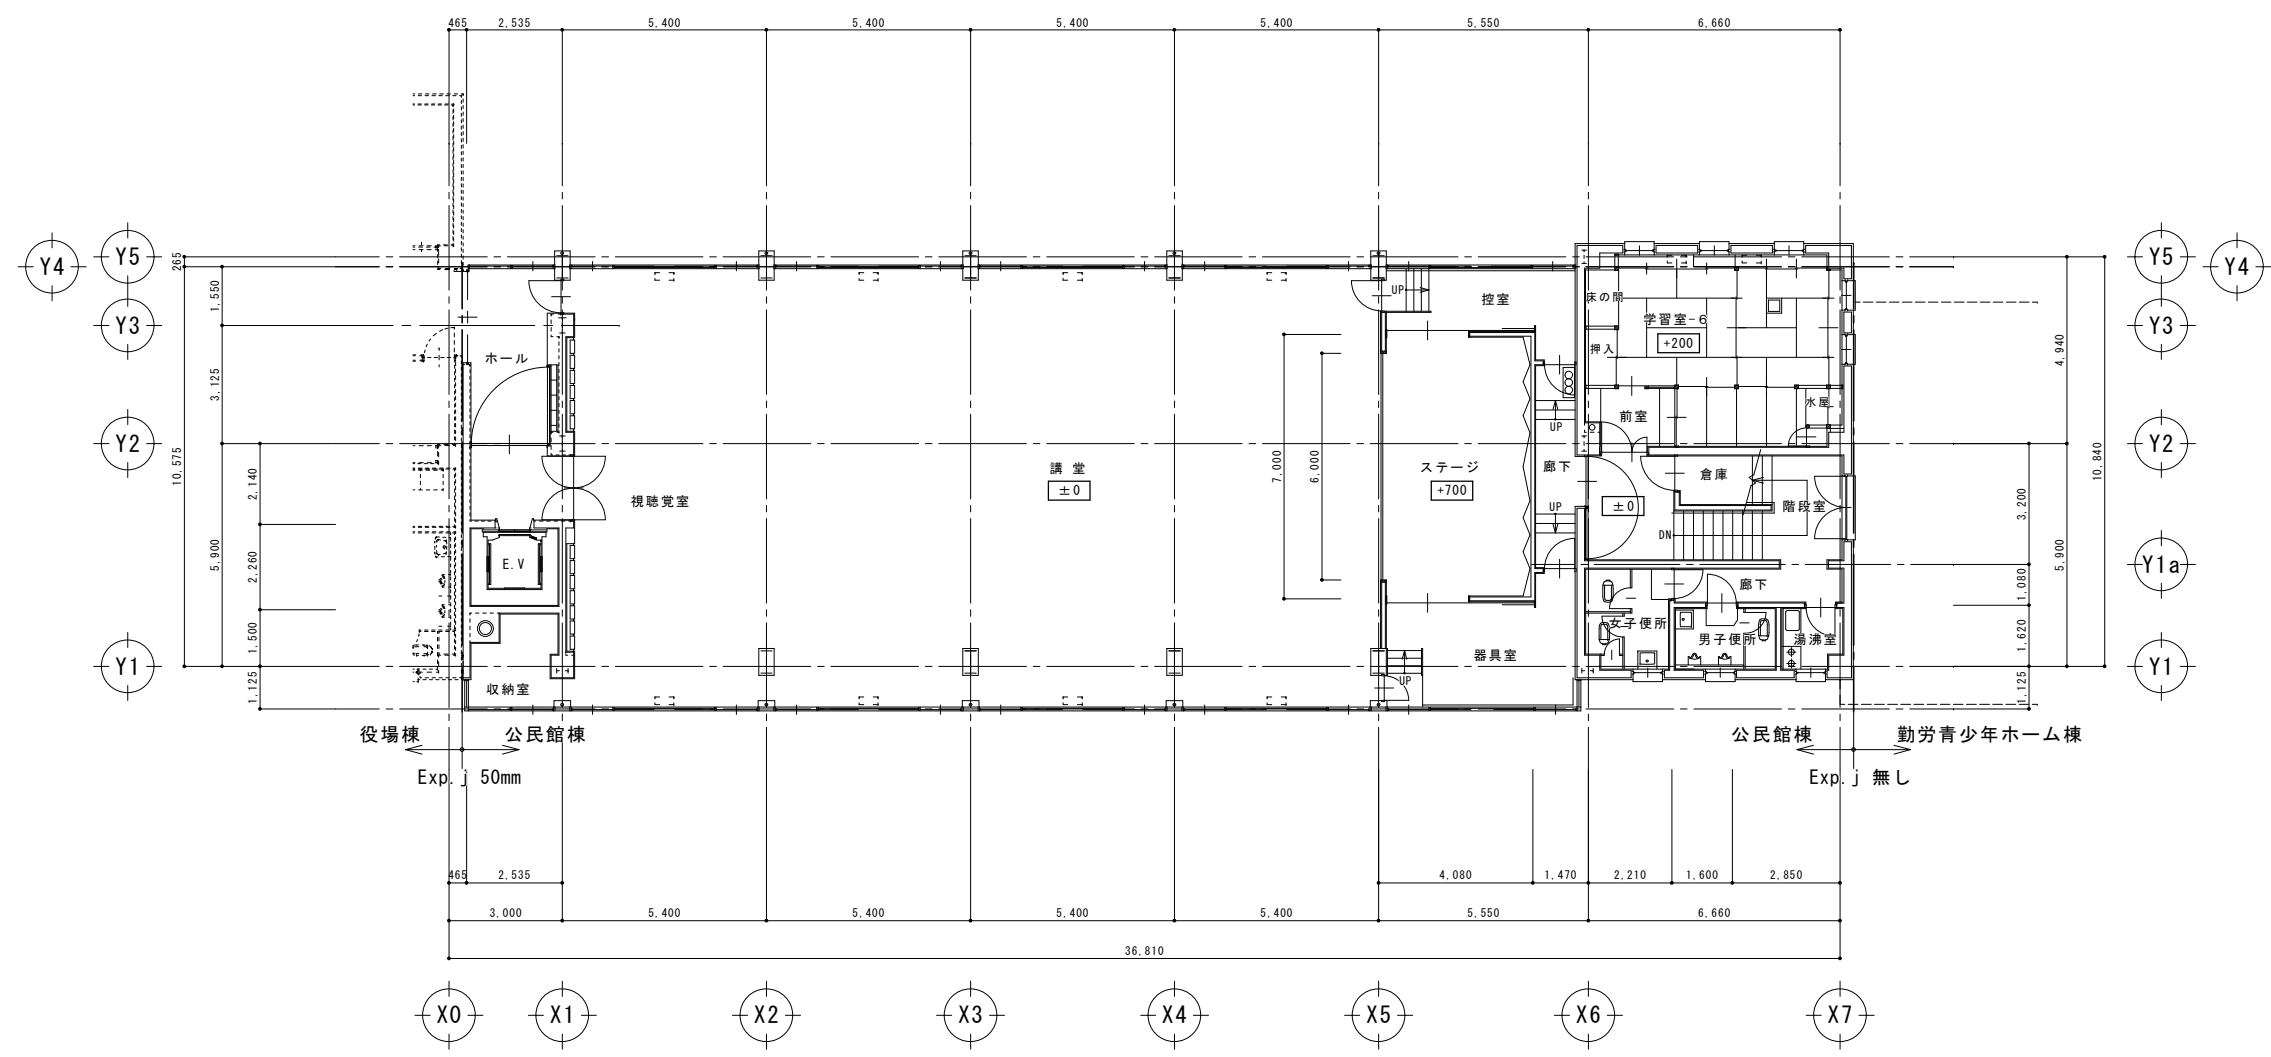 465 2,535 5,400 5,400 5,400 5,400 5,550 6,660
Y5
Y4
Y3
Y2
Y1
265
1,550
3,125
10,575
5,900
2,140
2,260
1,500
1,125
Y5
Y4
Y3
Y2
Y1a
Y1
4,940
10,840
3,200
5,900
1,080
1,620
1,125
UP
控室
床の間
学習室-6
+200
押入
ホール
水屋
前室
UP
講堂
±0
7,000
6,000
ステージ
+700
廊下
倉庫
視聴覚室
UP
±0
階段室
DN
E.V
廊下
女子便所
男子便所
湯沸室
器具室
UP
収納室
役場棟
公民館棟
Exp.j 50mm
公民館棟
勤労青少年ホーム棟
Exp.j 無し
465 2,535 4,080 1,470 2,210 1,600 2,850
3,000 5,400 5,400 5,400 5,400 5,550 6,660
36,810
X0 X1 X2 X3 X4 X5 X6 X7